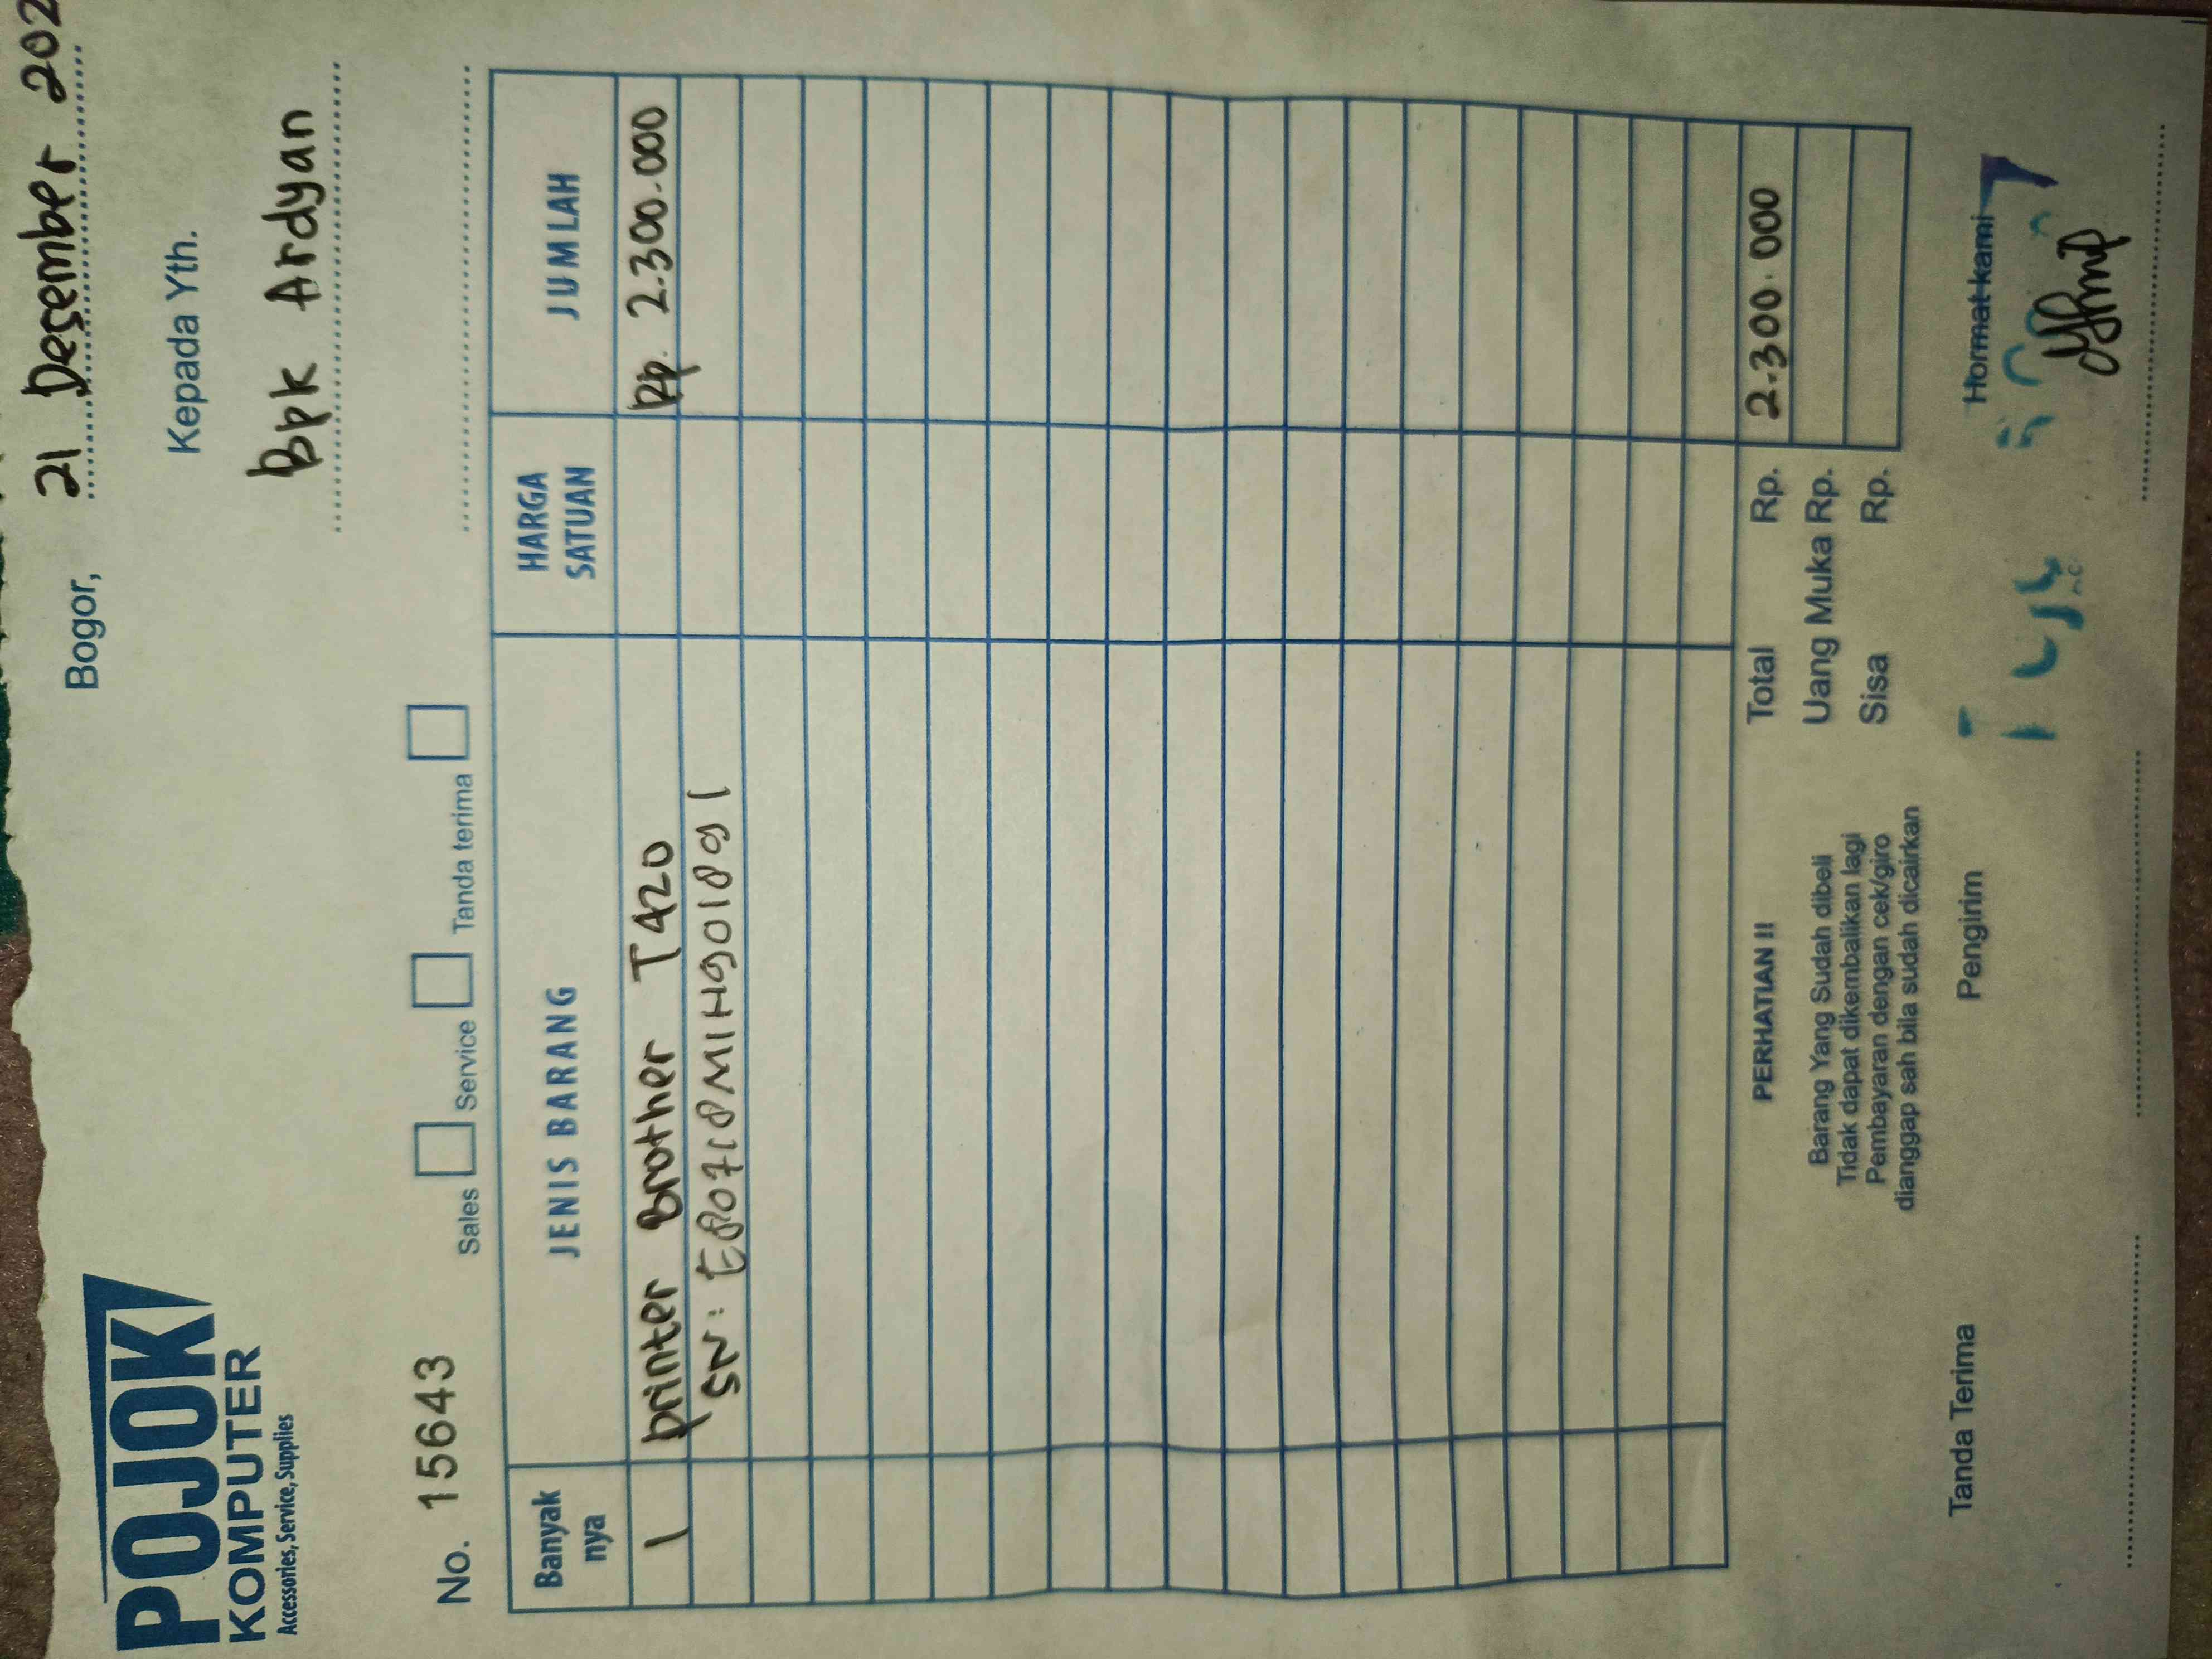 POJOK
KOMPUTER
Accessories, Service, Supplies
Bogor, 21 Desember 202
Kepada Yth.
Bpk Ardyan
No. 15643
Sales Service Tanda terima
Banyak nya JENIS BARANG HARGA SATUAN JUMLAH
1 printer Brother T420 Rp. 2.300.000
SN:
Total Rp. 2.300.000
Uang Muka Rp.
Sisa Rp.
PERHATIAN !!
Barang Yang Sudah dibeli
Tidak dapat dikembalikan lagi
Pembayaran dengan cek/giro
dianggap sah bila sudah dicairkan
Tanda Terima Pengirim Hormat kami